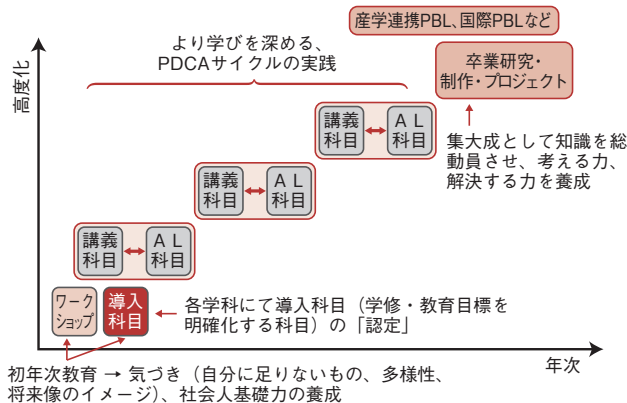 産学連携PBL、国際PBLなど
より学びを深める、
PDCAサイクルの実践
卒業研究・
制作・プロジェクト
高度化
講義
科目
ＡＬ
科目
集大成として知識を総
動員させ、考える力、
解決する力を養成
講義
科目
ＡＬ
科目
講義
科目
ＡＬ
科目
ワーク
ショップ
導入
科目
各学科にて導入科目（学修・教育目標を
明確化する科目）の「認定」
年次
初年次教育 → 気づき（自分に足りないもの、多様性、
将来像のイメージ）、社会人基礎力の養成